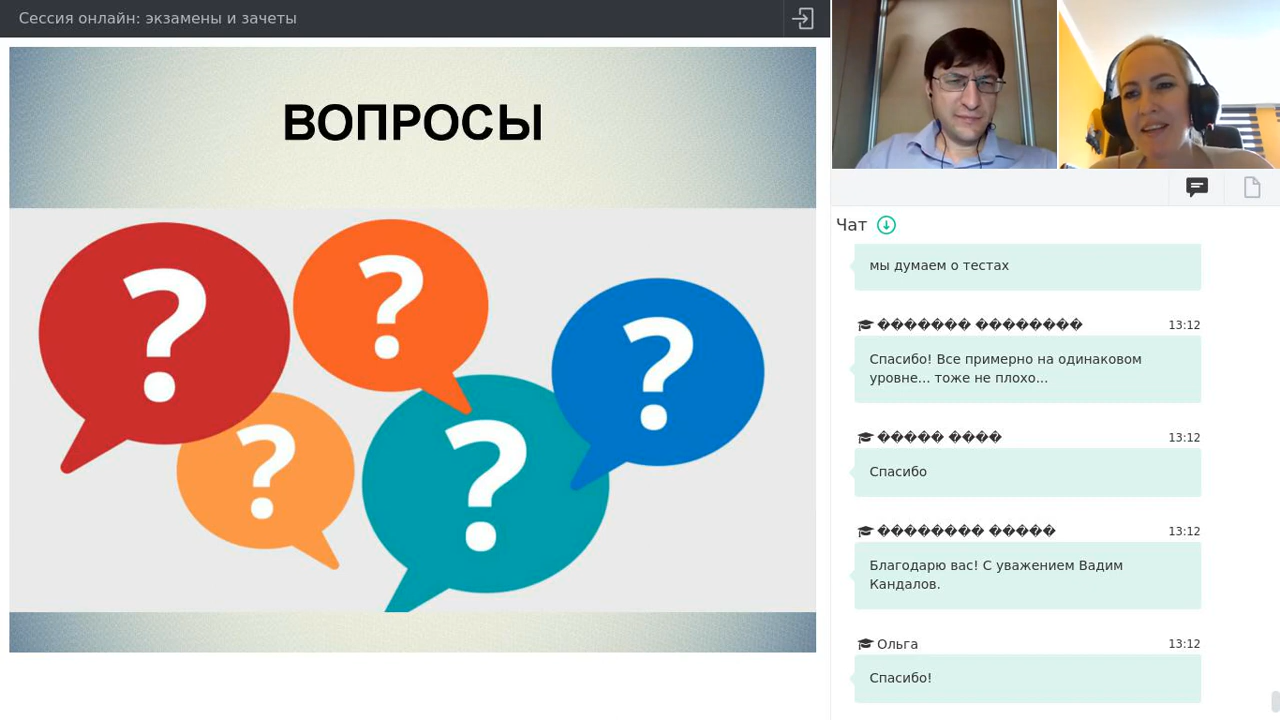 Сессия онлайн: экзамены и зачеты
ВОПРОСЫ
?
?
?
?
?
Чат
мы думаем о тестах
13:12
Спасибо! Все примерно на одинаковом
уровне... тоже не плохо...
13:12
Спасибо
13:12
Благодарю вас! С уважением Вадим
Кандалов.
Ольга 13:12
Спасибо!